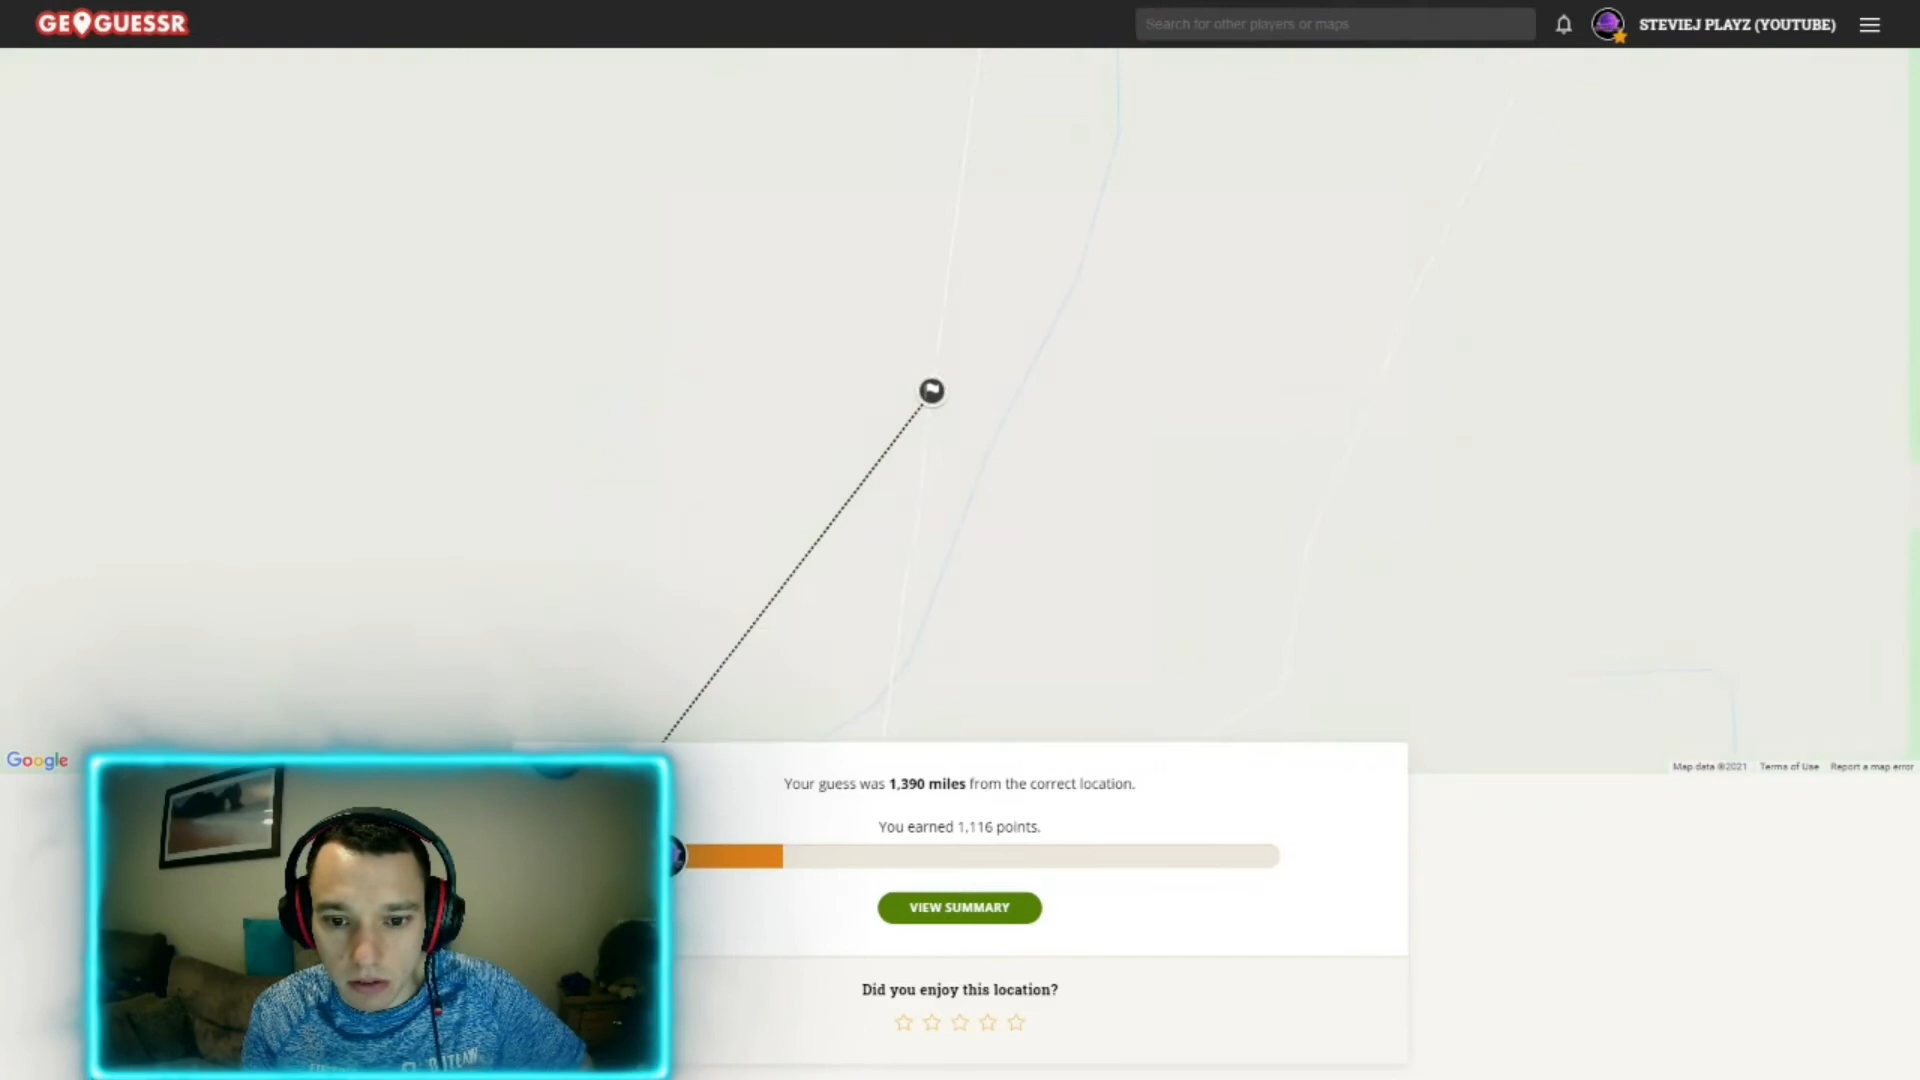 GEOGUESSR
Search for other players or maps
STEVIEJ PLAYZ (YOUTUBE)
Google
Map data ©2021 Terms of Use Report a map error
Your guess was 1,390 miles from the correct location.
You earned 1,116 points.
VIEW SUMMARY
Did you enjoy this location?